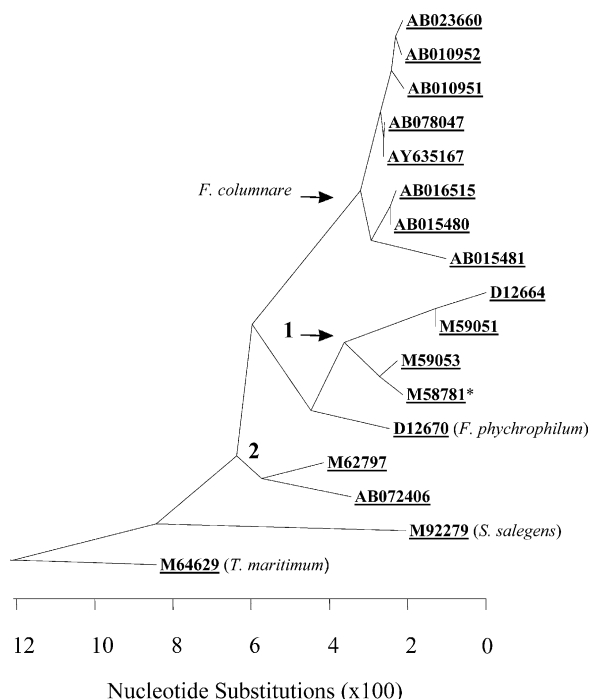 AB023660
AB010952
AB010951
AB078047
AY635167
F. columnare
AB016515
AB015480
AB015481
D12664
1
M59051
M59053
M58781*
D12670 (F. phychrophilum)
2
M62797
AB072406
M92279 (S. salegens)
M64629 (T. maritimum)
12 10 8 6 4 2 0
Nucleotide Substitutions (x100)